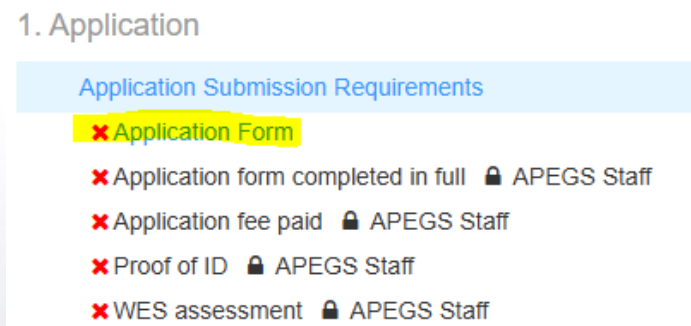 1. Application
Application Submission Requirements
Application Form
Application form completed in full APEGS Staff
Application fee paid APEGS Staff
Proof of ID APEGS Staff
WES assessment APEGS Staff